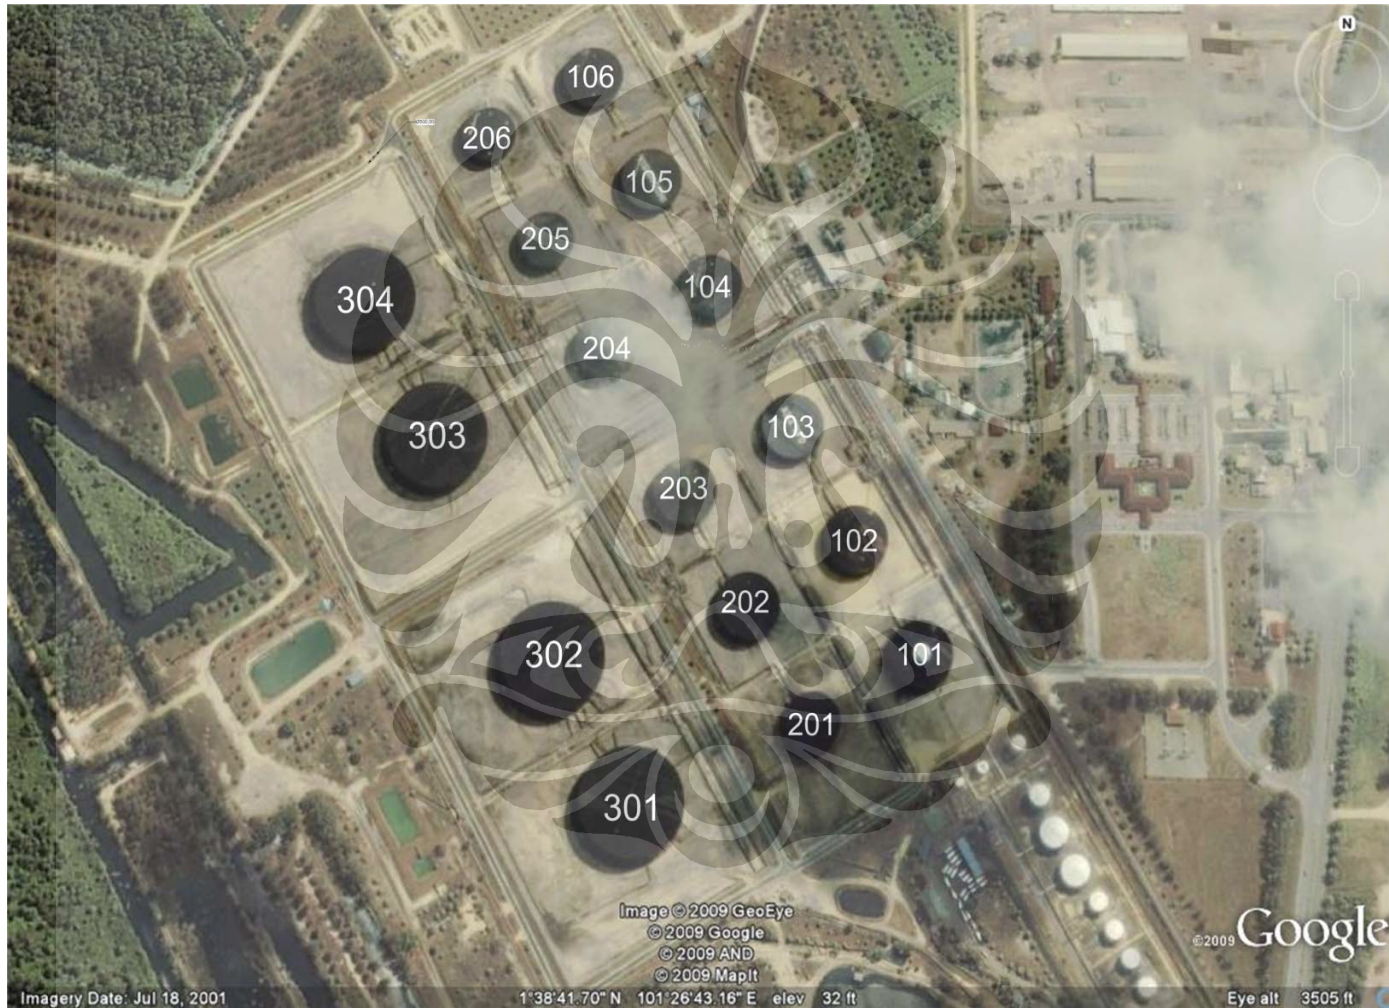 N
106
206
105
205
104
304
204
303
103
203
102
202
302
101
201
301
Image © 2009 GeoEye
© 2009 Google
© 2009 AND
© 2009 MapIt
©2009 Google
Imagery Date: Jul 18, 2001
1°38'41.70" N 101°26'43.16" E elev 32 ft
Eye alt 3505 ft